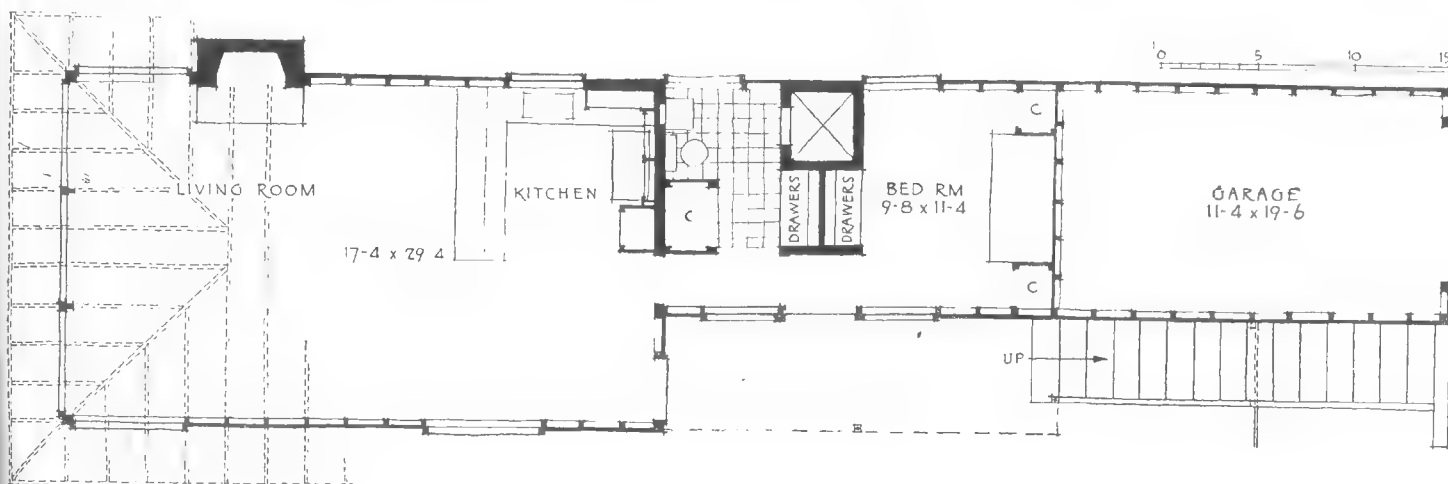 0 5 10 15
LIVING ROOM
KITCHEN
17-4 x 29 4
C
DRAWERS
DRAWERS
BED RM
9-8 x 11-4
C
C
GARAGE
11-4 x 19-6
UP